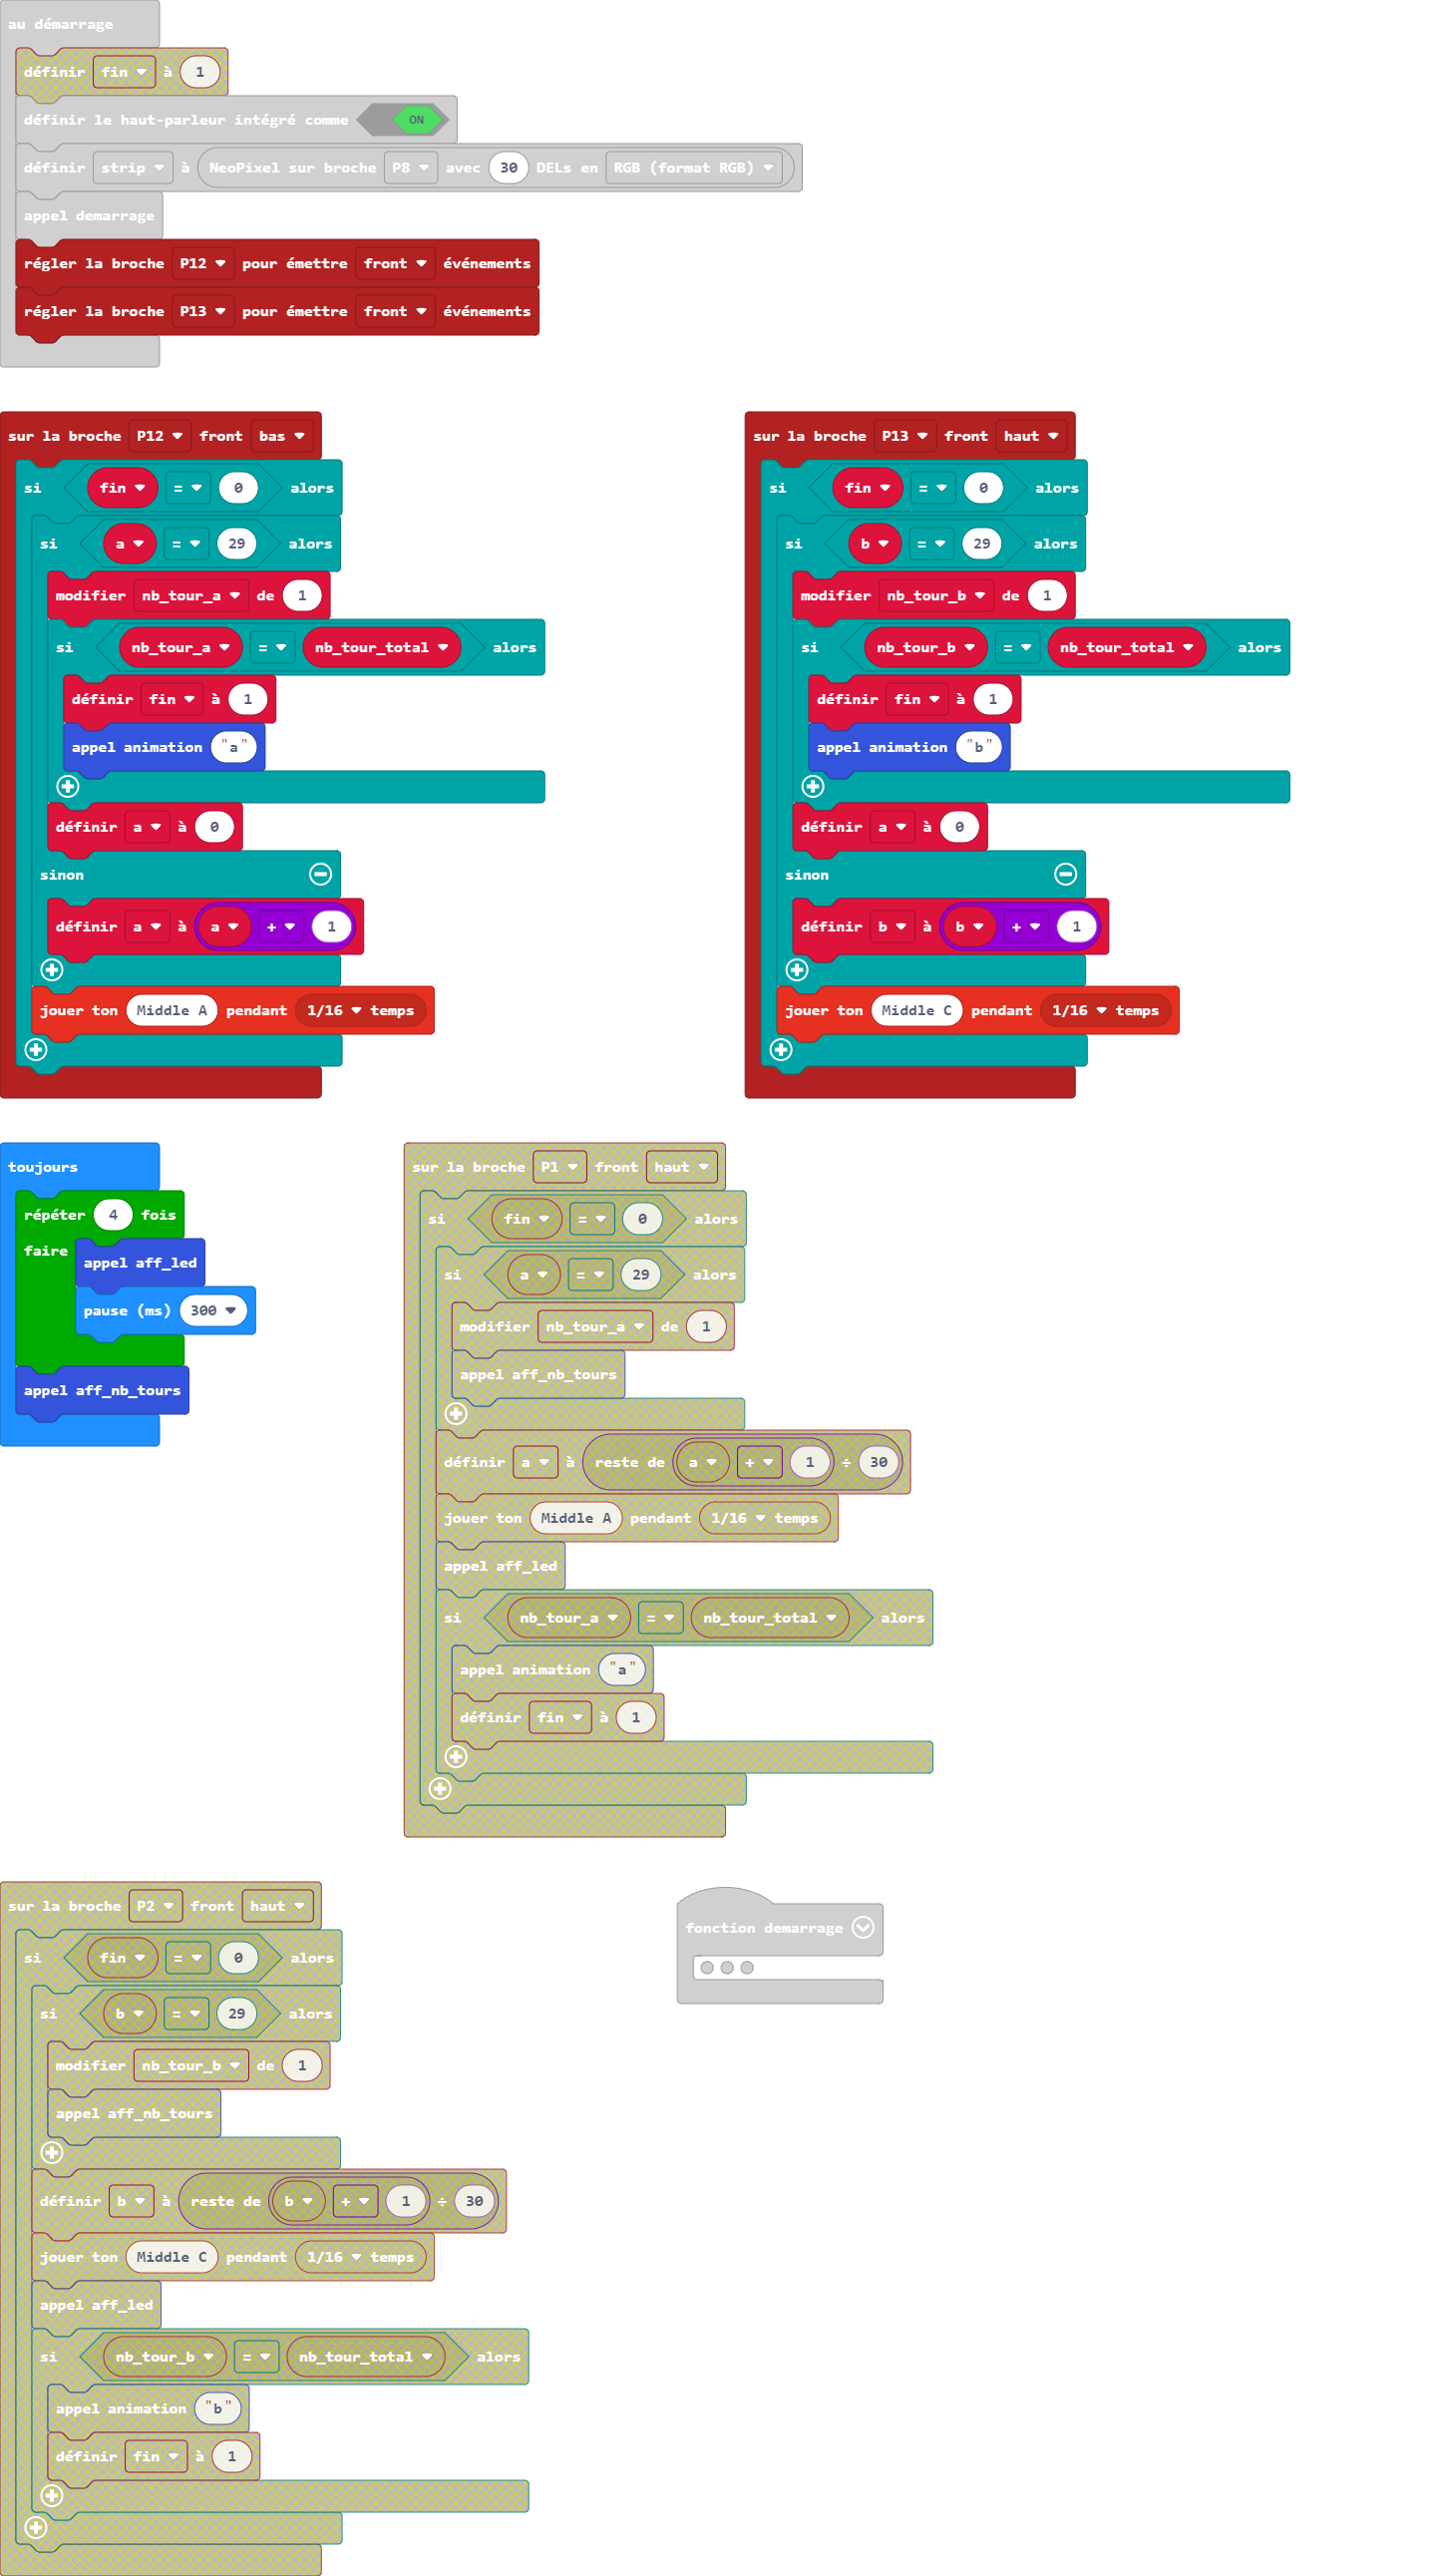 au démarrage
définir fin à 1
définir le haut-parleur intégré comme ON
définir strip à NeoPixel sur broche P8 avec 30 DELs en RGB (format RGB)
appel demarrage
régler la broche P12 pour émettre front événements
régler la broche P13 pour émettre front événements
sur la broche P12 front bas
si fin = 0 alors
si a = 29 alors
modifier nb_tour_a de 1
si nb_tour_a = nb_tour_total alors
définir fin à 1
appel animation "a"
définir a à 0
sinon
définir a à a + 1
jouer ton Middle A pendant 1/16 temps
sur la broche P13 front haut
si fin = 0 alors
si b = 29 alors
modifier nb_tour_b de 1
si nb_tour_b = nb_tour_total alors
définir fin à 1
appel animation "b"
définir a à 0
sinon
définir b à b + 1
jouer ton Middle C pendant 1/16 temps
toujours
répéter 4 fois
faire appel aff_led
pause (ms) 300
appel aff_nb_tours
sur la broche P1 front haut
si fin = 0 alors
si a = 29 alors
modifier nb_tour_a de 1
appel aff_nb_tours
définir a à reste de a + 1 ÷ 30
jouer ton Middle A pendant 1/16 temps
appel aff_led
si nb_tour_a = nb_tour_total alors
appel animation "a"
définir fin à 1
sur la broche P2 front haut
si fin = 0 alors
si b = 29 alors
modifier nb_tour_b de 1
appel aff_nb_tours
définir b à reste de b + 1 ÷ 30
jouer ton Middle C pendant 1/16 temps
appel aff_led
si nb_tour_b = nb_tour_total alors
appel animation "b"
définir fin à 1
fonction demarrage